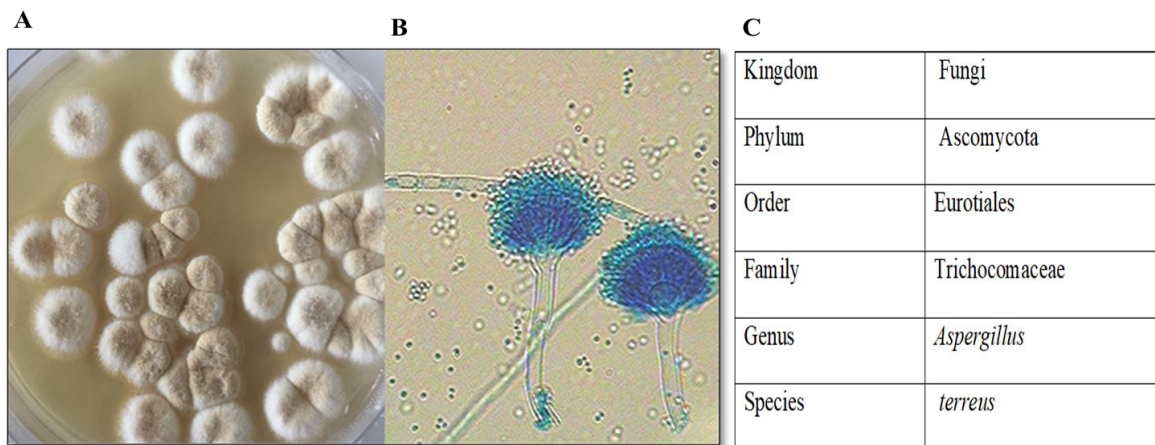 A
B
C
Kingdom Fungi
Phylum Ascomycota
Order Eurotiales
Family Trichocomaceae
Genus Aspergillus
Species terreus